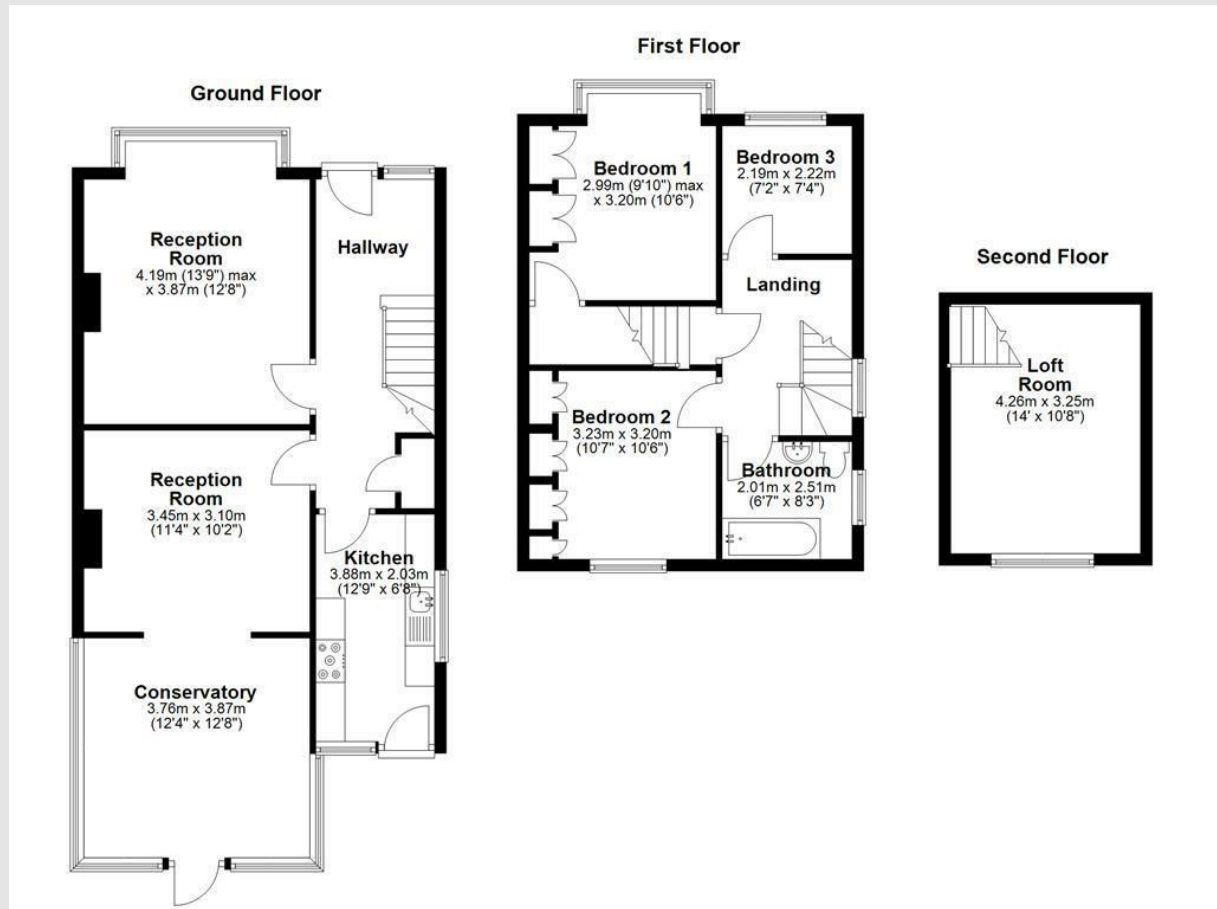 Ground Floor
Reception
Room
4.19m (13'9") max
x 3.87m (12'8")
Hallway
Reception
Room
3.45m x 3.10m
(11'4" x 10'2")
Kitchen
3.88m x 2.03m
(12'9" x 6'8")
Conservatory
3.76m x 3.87m
(12'4" x 12'8")
First Floor
Bedroom 1
2.99m (9'10") max
x 3.20m (10'6")
Bedroom 3
2.19m x 2.22m
(7'2" x 7'4")
Landing
Bedroom 2
3.23m x 3.20m
(10'7" x 10'6")
Bathroom
2.01m x 2.51m
(6'7" x 8'3")
Second Floor
Loft
Room
4.26m x 3.25m
(14' x 10'8")